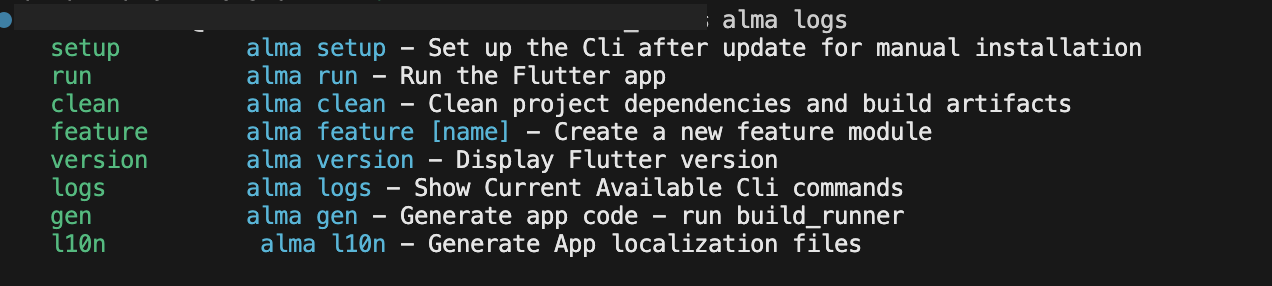 alma logs
setup alma setup – Set up the Cli after update for manual installation
run alma run – Run the Flutter app
clean alma clean – Clean project dependencies and build artifacts
feature alma feature [name] – Create a new feature module
version alma version – Display Flutter version
logs alma logs – Show Current Available Cli commands
gen alma gen – Generate app code – run build_runner
l10n alma l10n – Generate App localization files